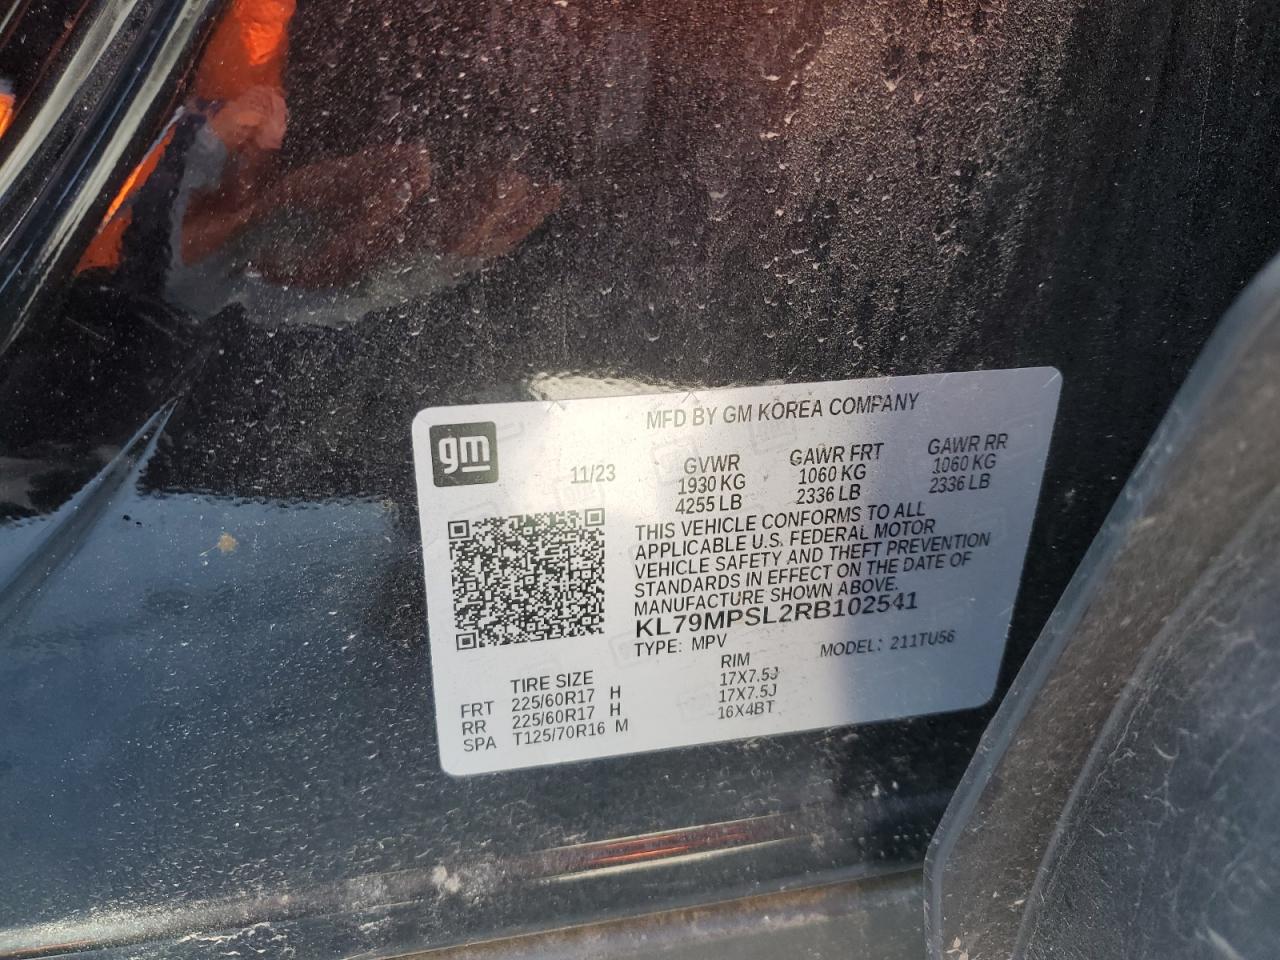 MFD BY GM KOREA COMPANY
gm
11/23
GVWR GAWR FRT GAWR RR
1930 KG 1060 KG 1060 KG
4255 LB 2336 LB 2336 LB
THIS VEHICLE CONFORMS TO ALL
APPLICABLE U.S. FEDERAL MOTOR
VEHICLE SAFETY AND THEFT PREVENTION
STANDARDS IN EFFECT ON THE DATE OF
MANUFACTURE SHOWN ABOVE.
KL79MPSL2RB102541
TYPE: MPV MODEL: 211TU56
TIRE SIZE RIM
FRT 225/60R17 H 17X7.5J
RR 225/60R17 H 17X7.5J
SPA T125/70R16 M 16X4BT